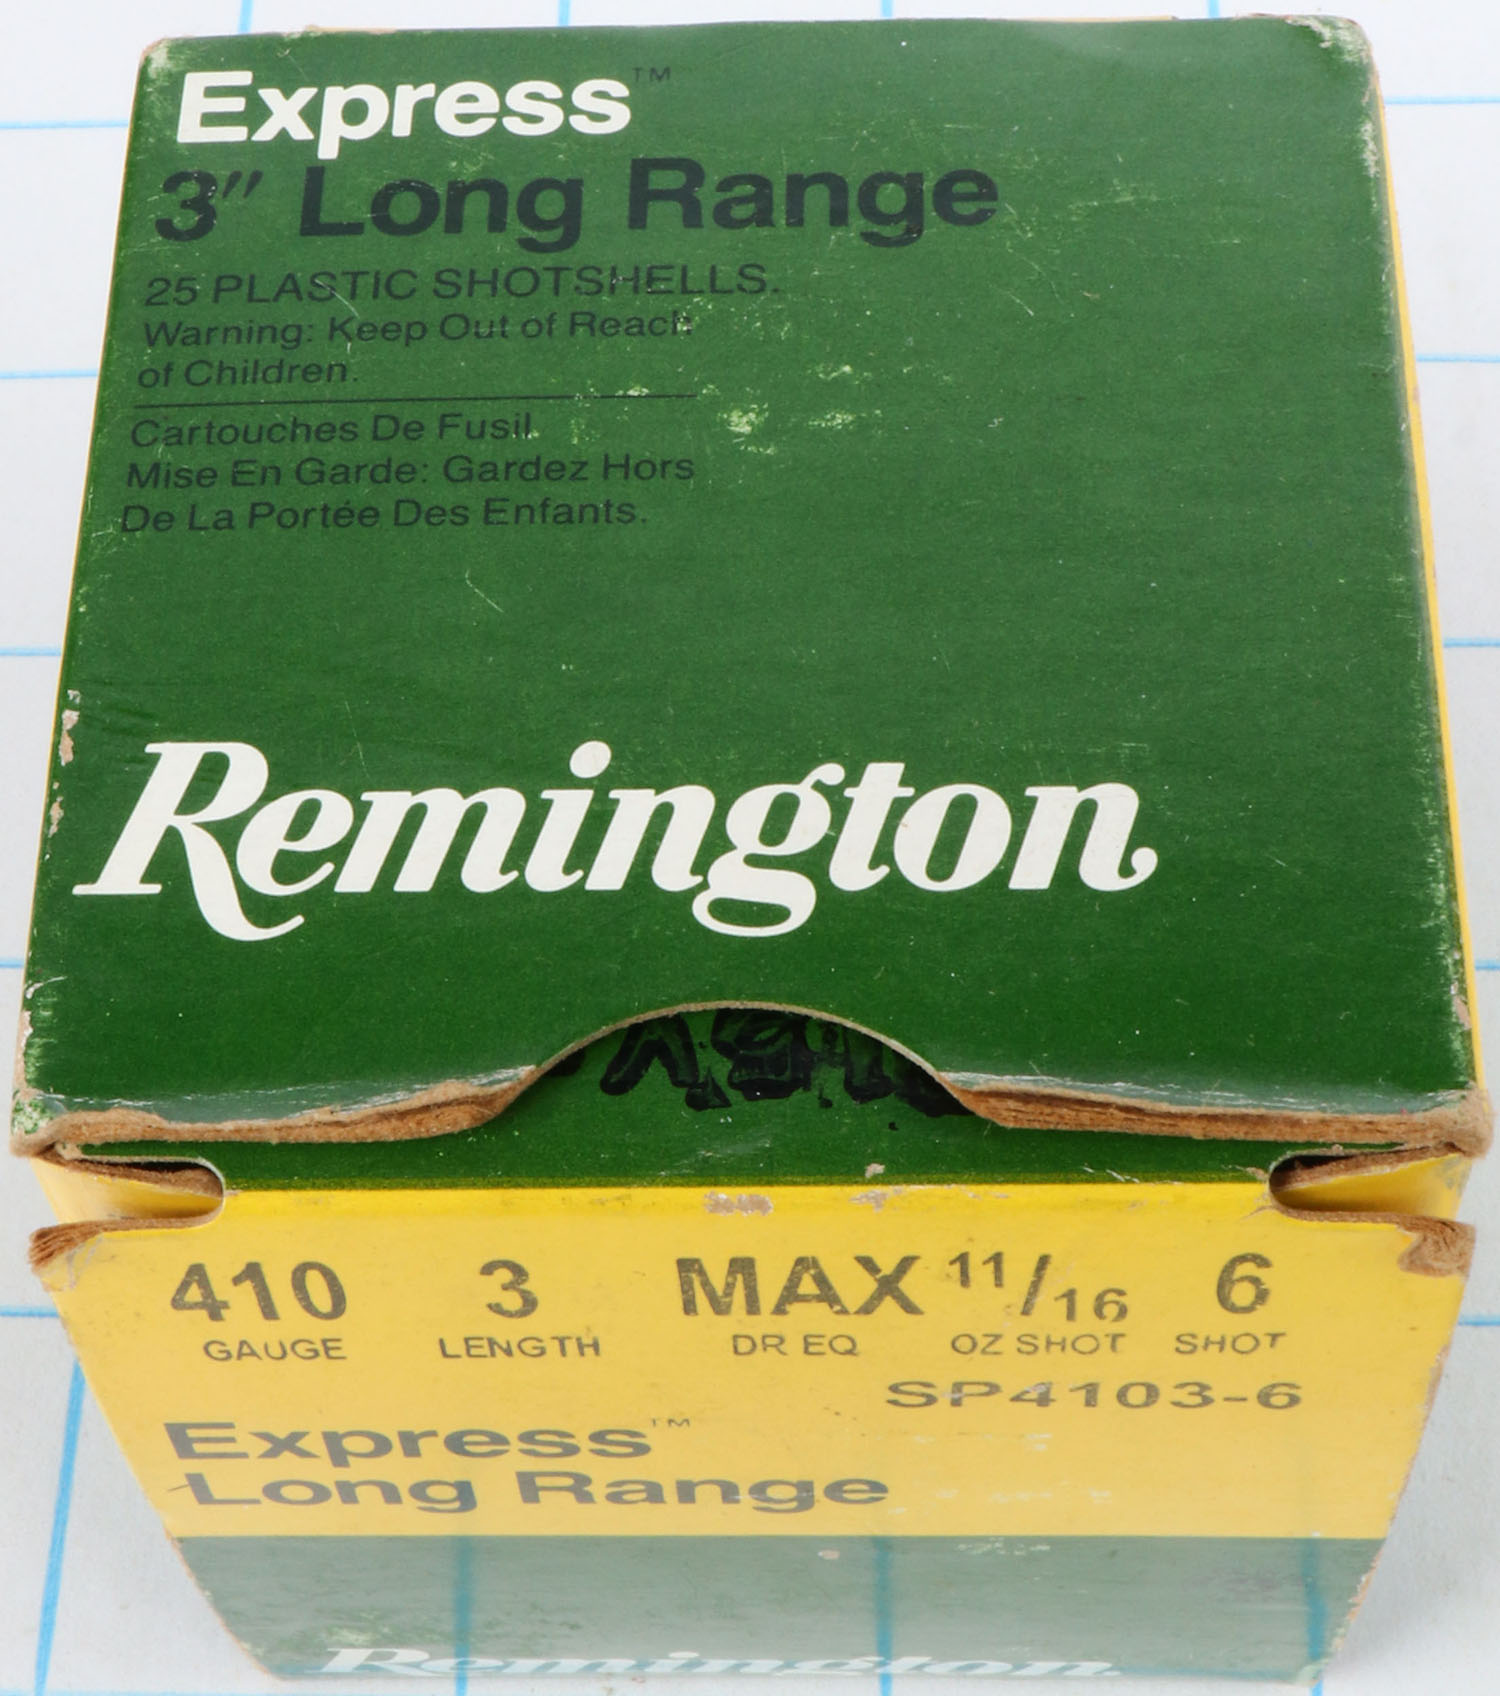 Express™
3" Long Range
25 PLASTIC SHOTSHELLS.
Warning: Keep Out of Reach
of Children.
Cartouches De Fusil
Mise En Garde: Gardez Hors
De La Portée Des Enfants.
Remington
410 3 MAX 11/16 6
GAUGE LENGTH DR EQ OZ SHOT SHOT
SP4103-6
Express™
Long Range
Remington